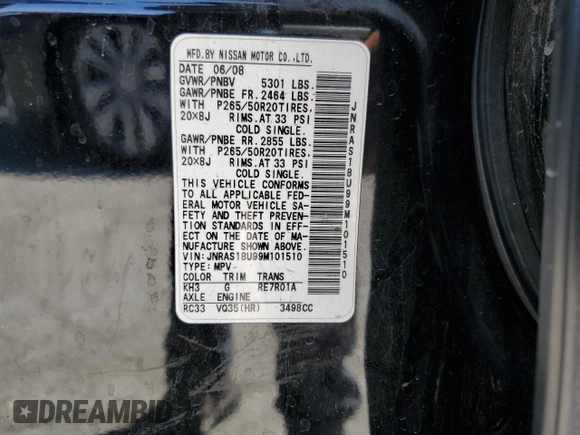 MFD.BY NISSAN MOTOR CO.,LTD.
DATE 06/08
GVWR/PNBV 5301 LBS.
GAWR/PNBE FR.2464 LBS.
WITH P265/50R20TIRES.
20X8J RIMS.AT 33 PSI
COLD SINGLE.
GAWR/PNBE RR.2855 LBS.
WITH P265/50R20TIRES.
20X8J RIMS.AT 33 PSI
COLD SINGLE.
THIS VEHICLE CONFORMS
TO ALL APPLICABLE FED-
ERAL MOTOR VEHICLE SA-
FETY AND THEFT PREVEN-
TION STANDARDS IN EFF-
ECT ON THE DATE OF MA-
NUFACTURE SHOWN ABOVE.
VIN:JNRAS18U99M101510
TYPE:MPV
COLOR TRIM TRANS
KH3 G RE7R01A
AXLE ENGINE
RC33 VQ35(HR) 3498CC
JNRAS18U99M101510
DREAMBID